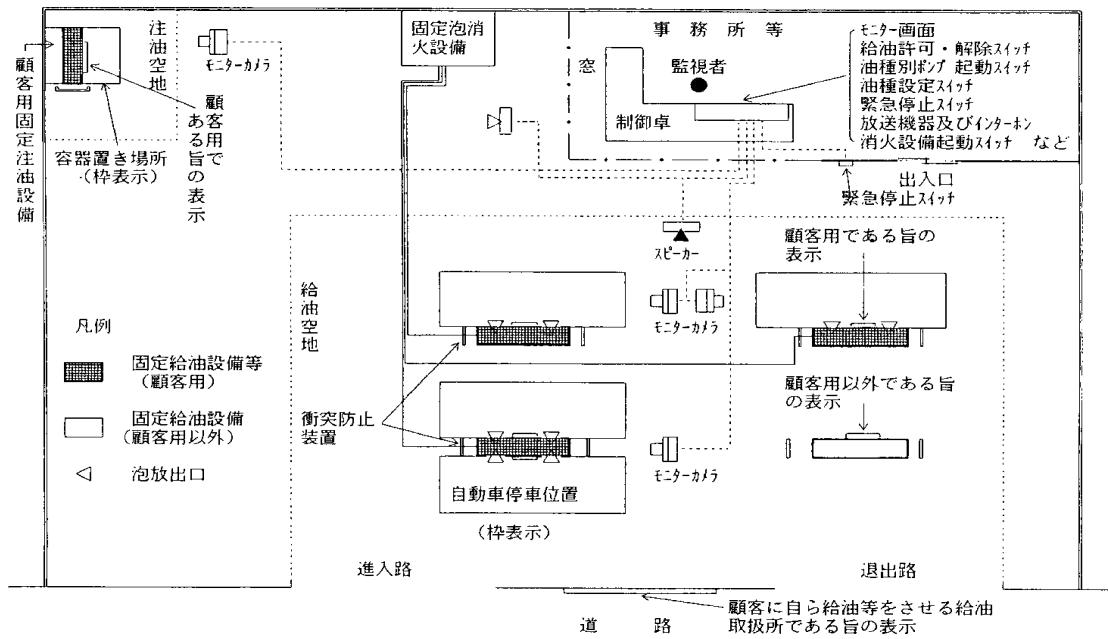 注油空地
モニターカメラ
固定泡消
火設備
事務所等
窓
監視者
制御卓
モニター画面
給油許可・解除スイッチ
油種別ポンプ起動スイッチ
油種設定スイッチ
緊急停止スイッチ
放送機器及びインターホン
消火設備起動スイッチ など
顧客用固定注油設備
容器置き場所
(枠表示)
顧客用で
ある旨の表示
出入口
緊急停止スイッチ
スピーカー
顧客用である旨の
表示
給油空地
モニターカメラ
凡例
固定給油設備等
(顧客用)
固定給油設備
(顧客用以外)
泡放出口
衝突防止
装置
顧客用以外である旨
の表示
モニターカメラ
自動車停車位置
(枠表示)
進入路
退出路
道路
顧客に自ら給油等をさせる給油
取扱所である旨の表示